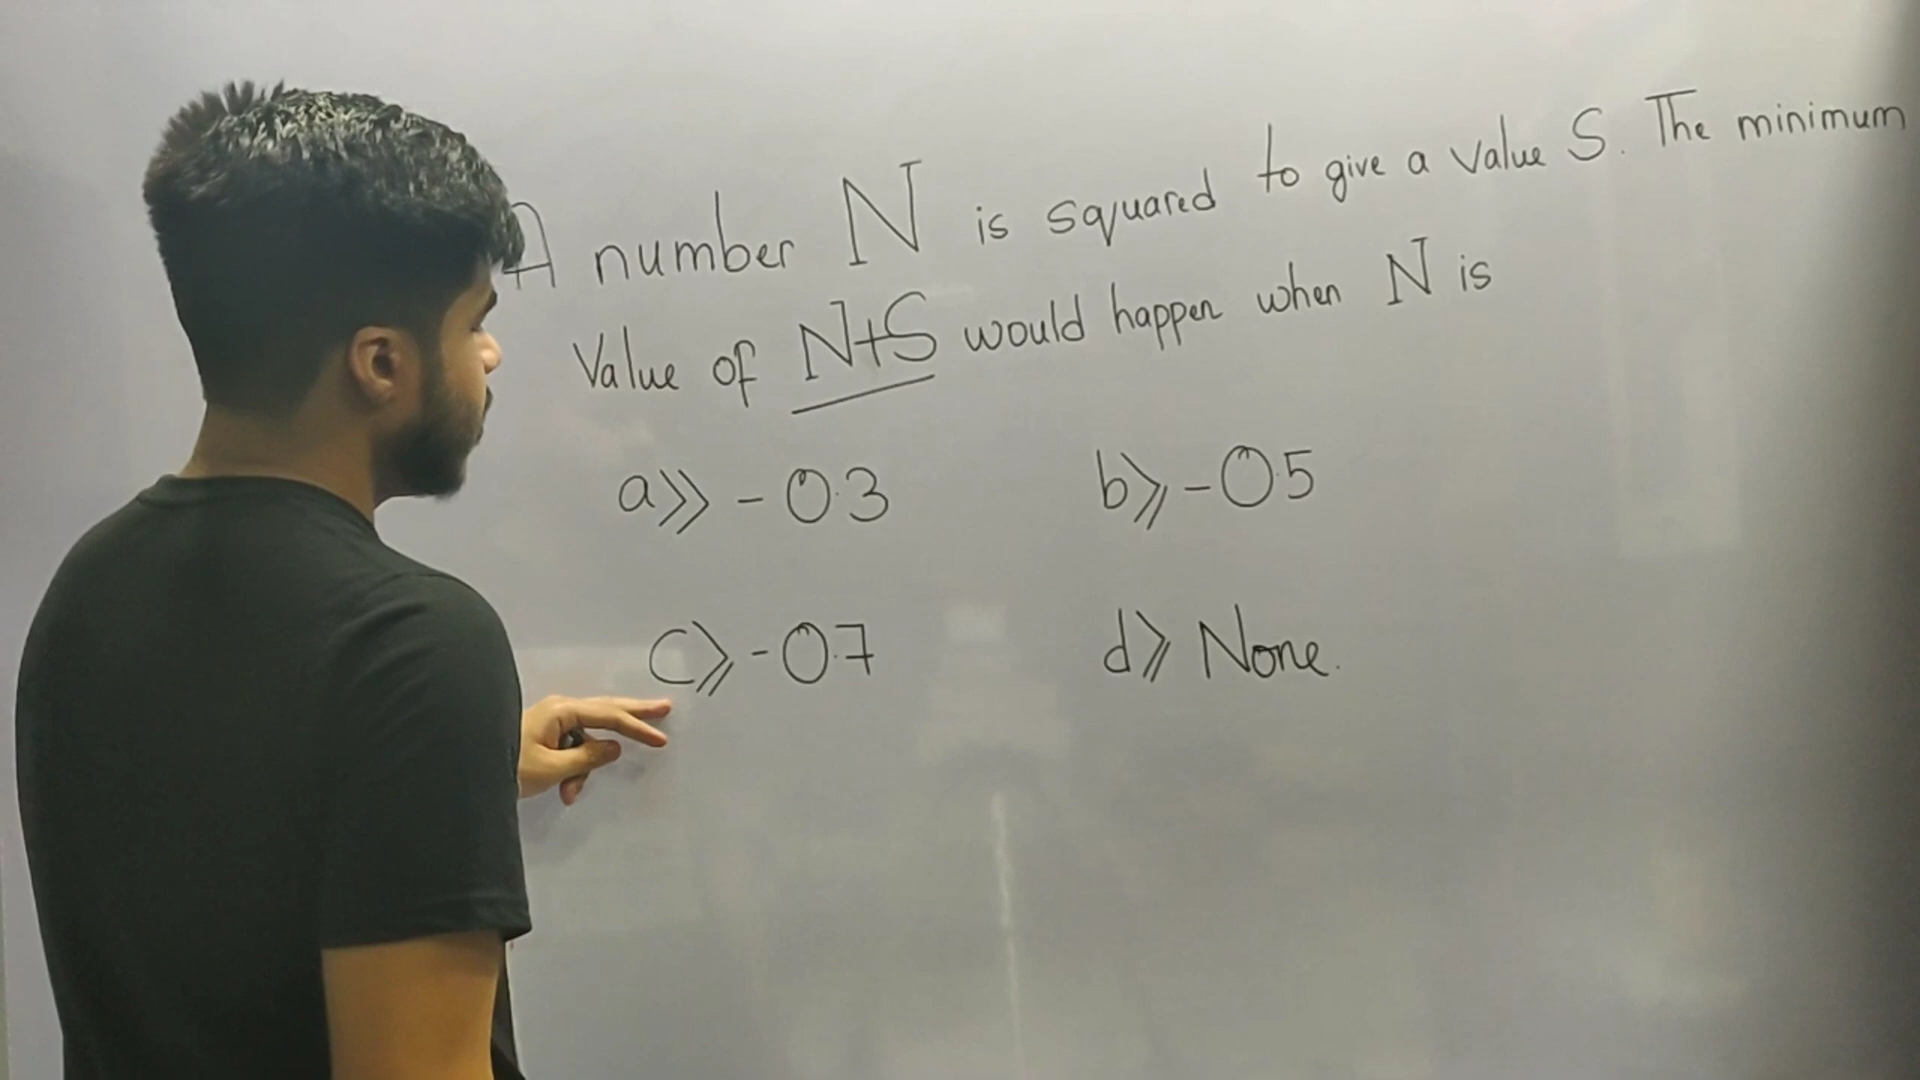 A number N is squared to give a value S. The minimum
Value of N+S would happen when N is
a» -0.3 b» -0.5
c» -0.7 d» None.